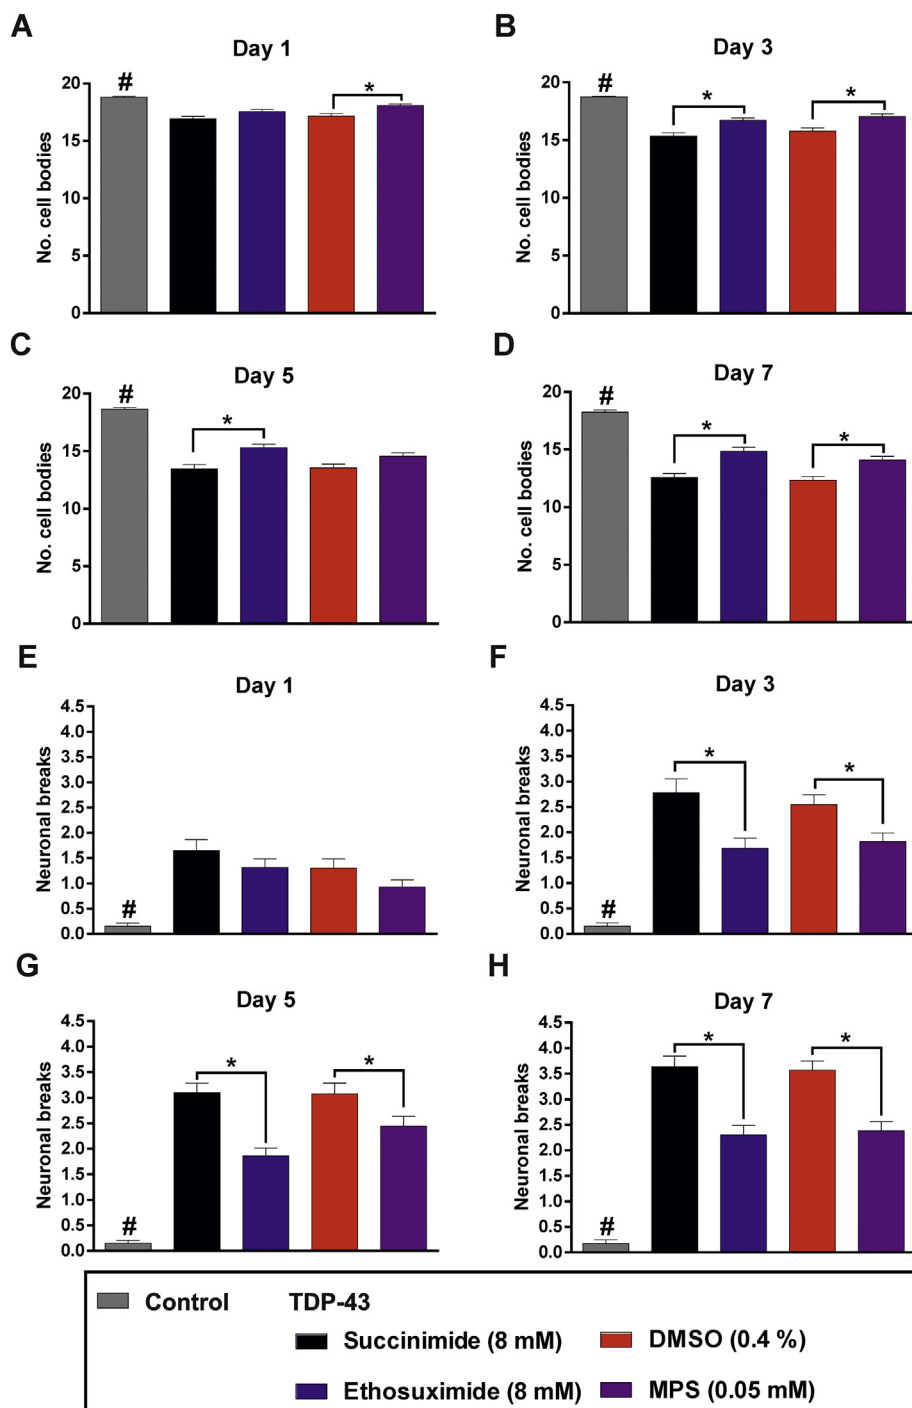 A
Day 1
No. cell bodies
20
15
10
5
0
#
*
B
Day 3
No. cell bodies
20
15
10
5
0
#
*
*
C
Day 5
No. cell bodies
20
15
10
5
0
#
*
D
Day 7
No. cell bodies
20
15
10
5
0
#
*
*
E
Day 1
Neuronal breaks
4.5
4.0
3.5
3.0
2.5
2.0
1.5
1.0
0.5
0.0
#
F
Day 3
Neuronal breaks
4.5
4.0
3.5
3.0
2.5
2.0
1.5
1.0
0.5
0.0
#
*
*
G
Day 5
Neuronal breaks
4.5
4.0
3.5
3.0
2.5
2.0
1.5
1.0
0.5
0.0
#
*
*
H
Day 7
Neuronal breaks
4.5
4.0
3.5
3.0
2.5
2.0
1.5
1.0
0.5
0.0
#
*
*
Control TDP-43
Succinimide (8 mM) DMSO (0.4 %)
Ethosuximide (8 mM) MPS (0.05 mM)